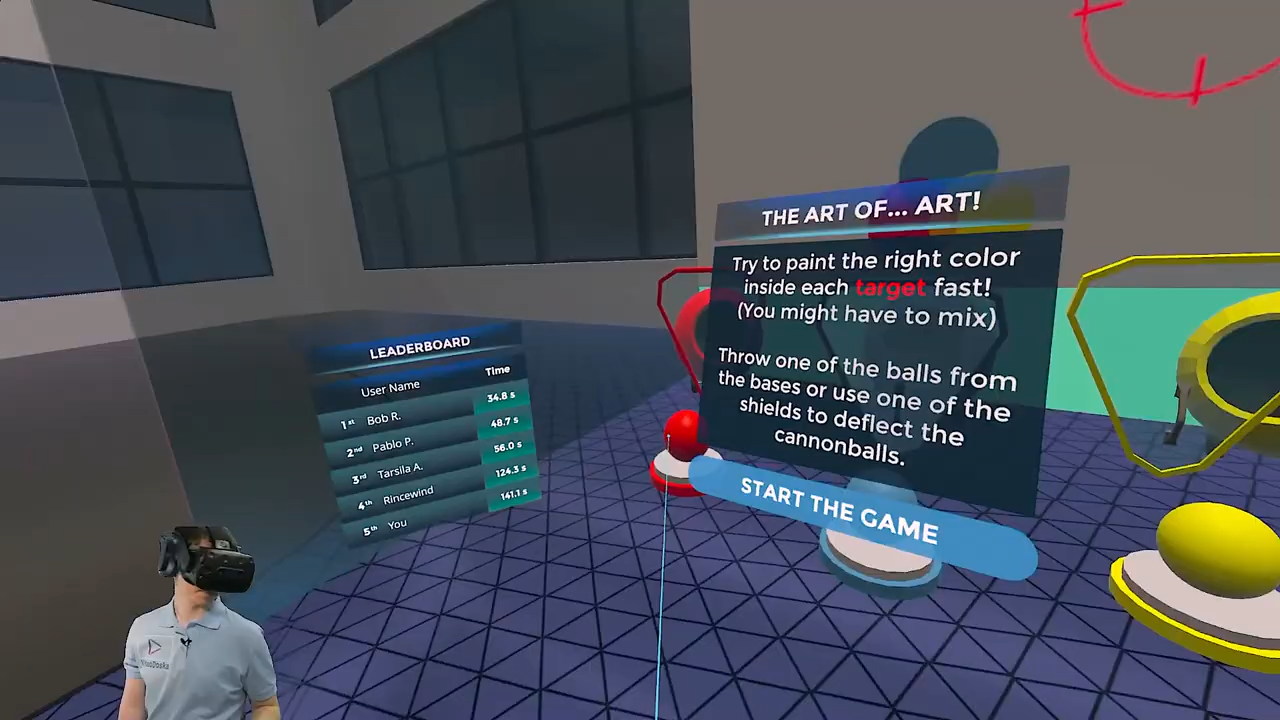 THE ART OF... ART!
Try to paint the right color
inside each target fast!
(You might have to mix)
Throw one of the balls from
the bases or use one of the
shields to deflect the
cannonballs.
START THE GAME
LEADERBOARD
User Name Time
1st Bob R. 34.8 s
2nd Pablo P. 48.7 s
3rd Tarsila A. 56.0 s
4th Rincewind 124.3 s
5th You 141.1 s